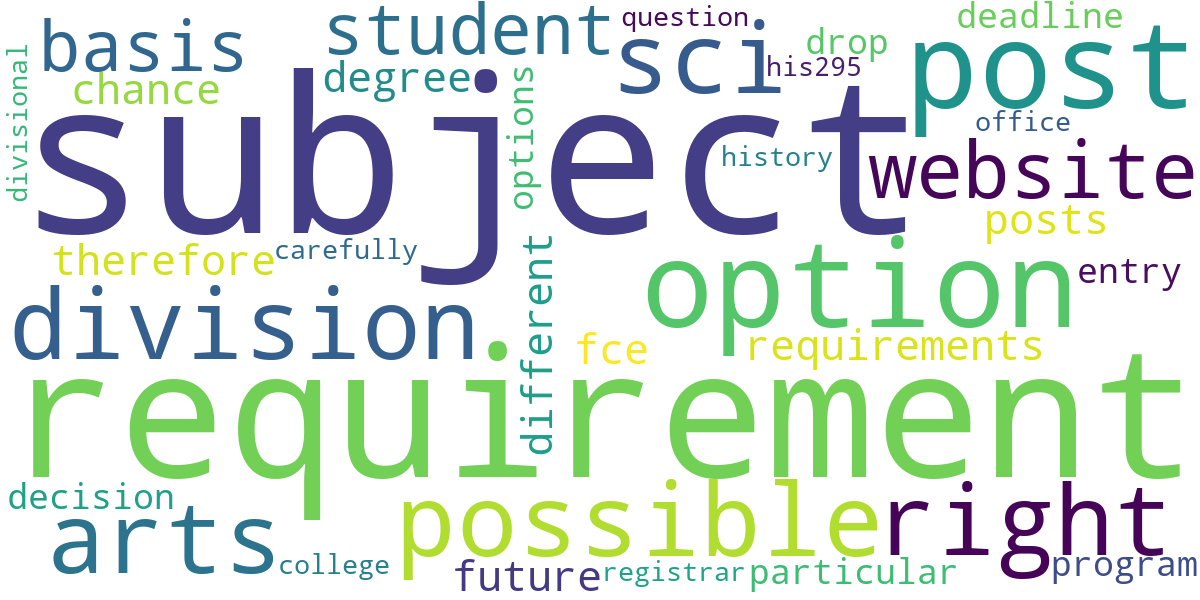 question
deadline
student
basis
sci
drop
post
his295
degree
chance
divisional
options
subject
office
history
website
posts
therefore
carefully
different
option
entry
division
fce
requirements
requirement
decision
possible
right
arts
college
future
registrar
particular
program